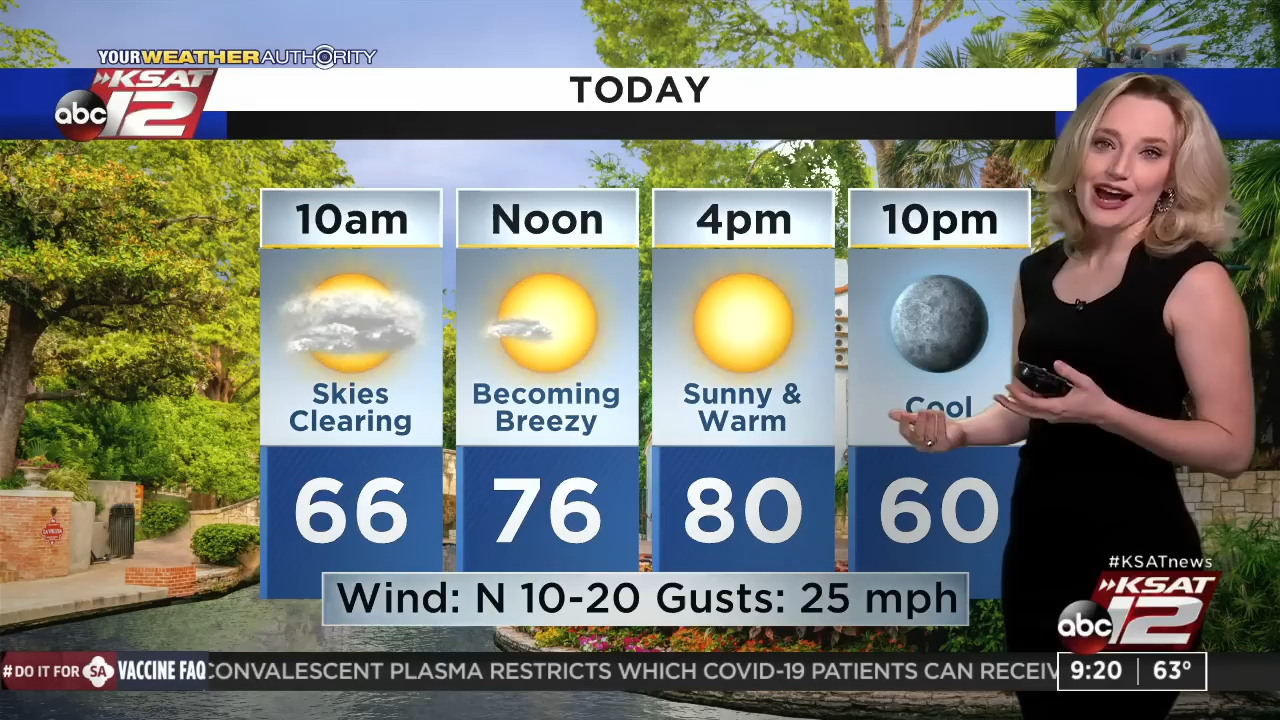 YOURWEATHERAUTHORITY
KSAT
abc 12
TODAY
10am
Noon
4pm
10pm
Skies
Clearing
Becoming
Breezy
Sunny &
Warm
Cool
66
76
80
60
Wind: N 10-20 Gusts: 25 mph
#KSATnews
KSAT
abc 12
#DO IT FOR SA VACCINE FAQ CONVALESCENT PLASMA RESTRICTS WHICH COVID-19 PATIENTS CAN RECEIV
9:20 63°